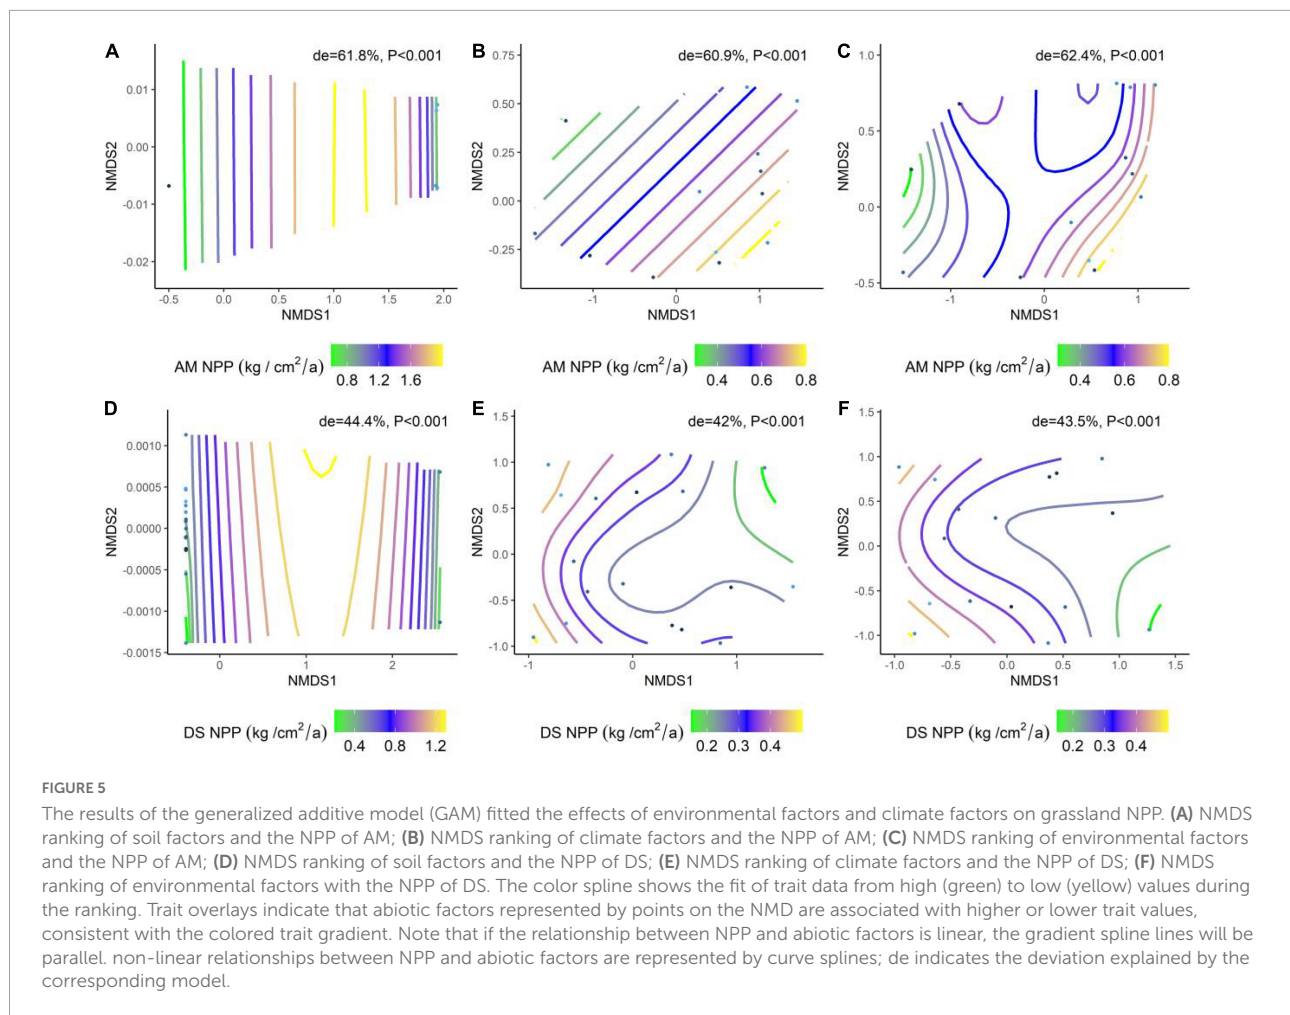 A
de=61.8%, P<0.001
NMDS2
0.01
0.00
-0.01
-0.02
-0.5 0.0 0.5 1.0 1.5 2.0
NMDS1
AM NPP (kg / cm²/a)
0.8 1.2 1.6
B
de=60.9%, P<0.001
NMDS2
0.75
0.50
0.25
0.00
-0.25
-1 0 1
NMDS1
AM NPP (kg /cm²/a)
0.4 0.6 0.8
C
de=62.4%, P<0.001
NMDS2
1.0
0.5
0.0
-0.5
-1 0 1
NMDS1
AM NPP (kg /cm²/a)
0.4 0.6 0.8
D
de=44.4%, P<0.001
NMDS2
0.0010
0.0005
0.0000
-0.0005
-0.0010
-0.0015
0 1 2
NMDS1
DS NPP (kg /cm²/a)
0.4 0.8 1.2
E
de=42%, P<0.001
NMDS2
1.5
1.0
0.5
0.0
-0.5
-1.0
-1 0 1
NMDS1
DS NPP (kg /cm²/a)
0.2 0.3 0.4
F
de=43.5%, P<0.001
NMDS2
1.5
1.0
0.5
0.0
-0.5
-1.0
-1.0 -0.5 0.0 0.5 1.0 1.5
NMDS1
DS NPP (kg /cm²/a)
0.2 0.3 0.4
FIGURE 5
The results of the generalized additive model (GAM) fitted the effects of environmental factors and climate factors on grassland NPP. (A) NMDS
ranking of soil factors and the NPP of AM; (B) NMDS ranking of climate factors and the NPP of AM; (C) NMDS ranking of environmental factors
and the NPP of AM; (D) NMDS ranking of soil factors and the NPP of DS; (E) NMDS ranking of climate factors and the NPP of DS; (F) NMDS
ranking of environmental factors with the NPP of DS. The color spline shows the fit of trait data from high (green) to low (yellow) values during
the ranking. Trait overlays indicate that abiotic factors represented by points on the NMD are associated with higher or lower trait values,
consistent with the colored trait gradient. Note that if the relationship between NPP and abiotic factors is linear, the gradient spline lines will be
parallel. non-linear relationships between NPP and abiotic factors are represented by curve splines; de indicates the deviation explained by the
corresponding model.